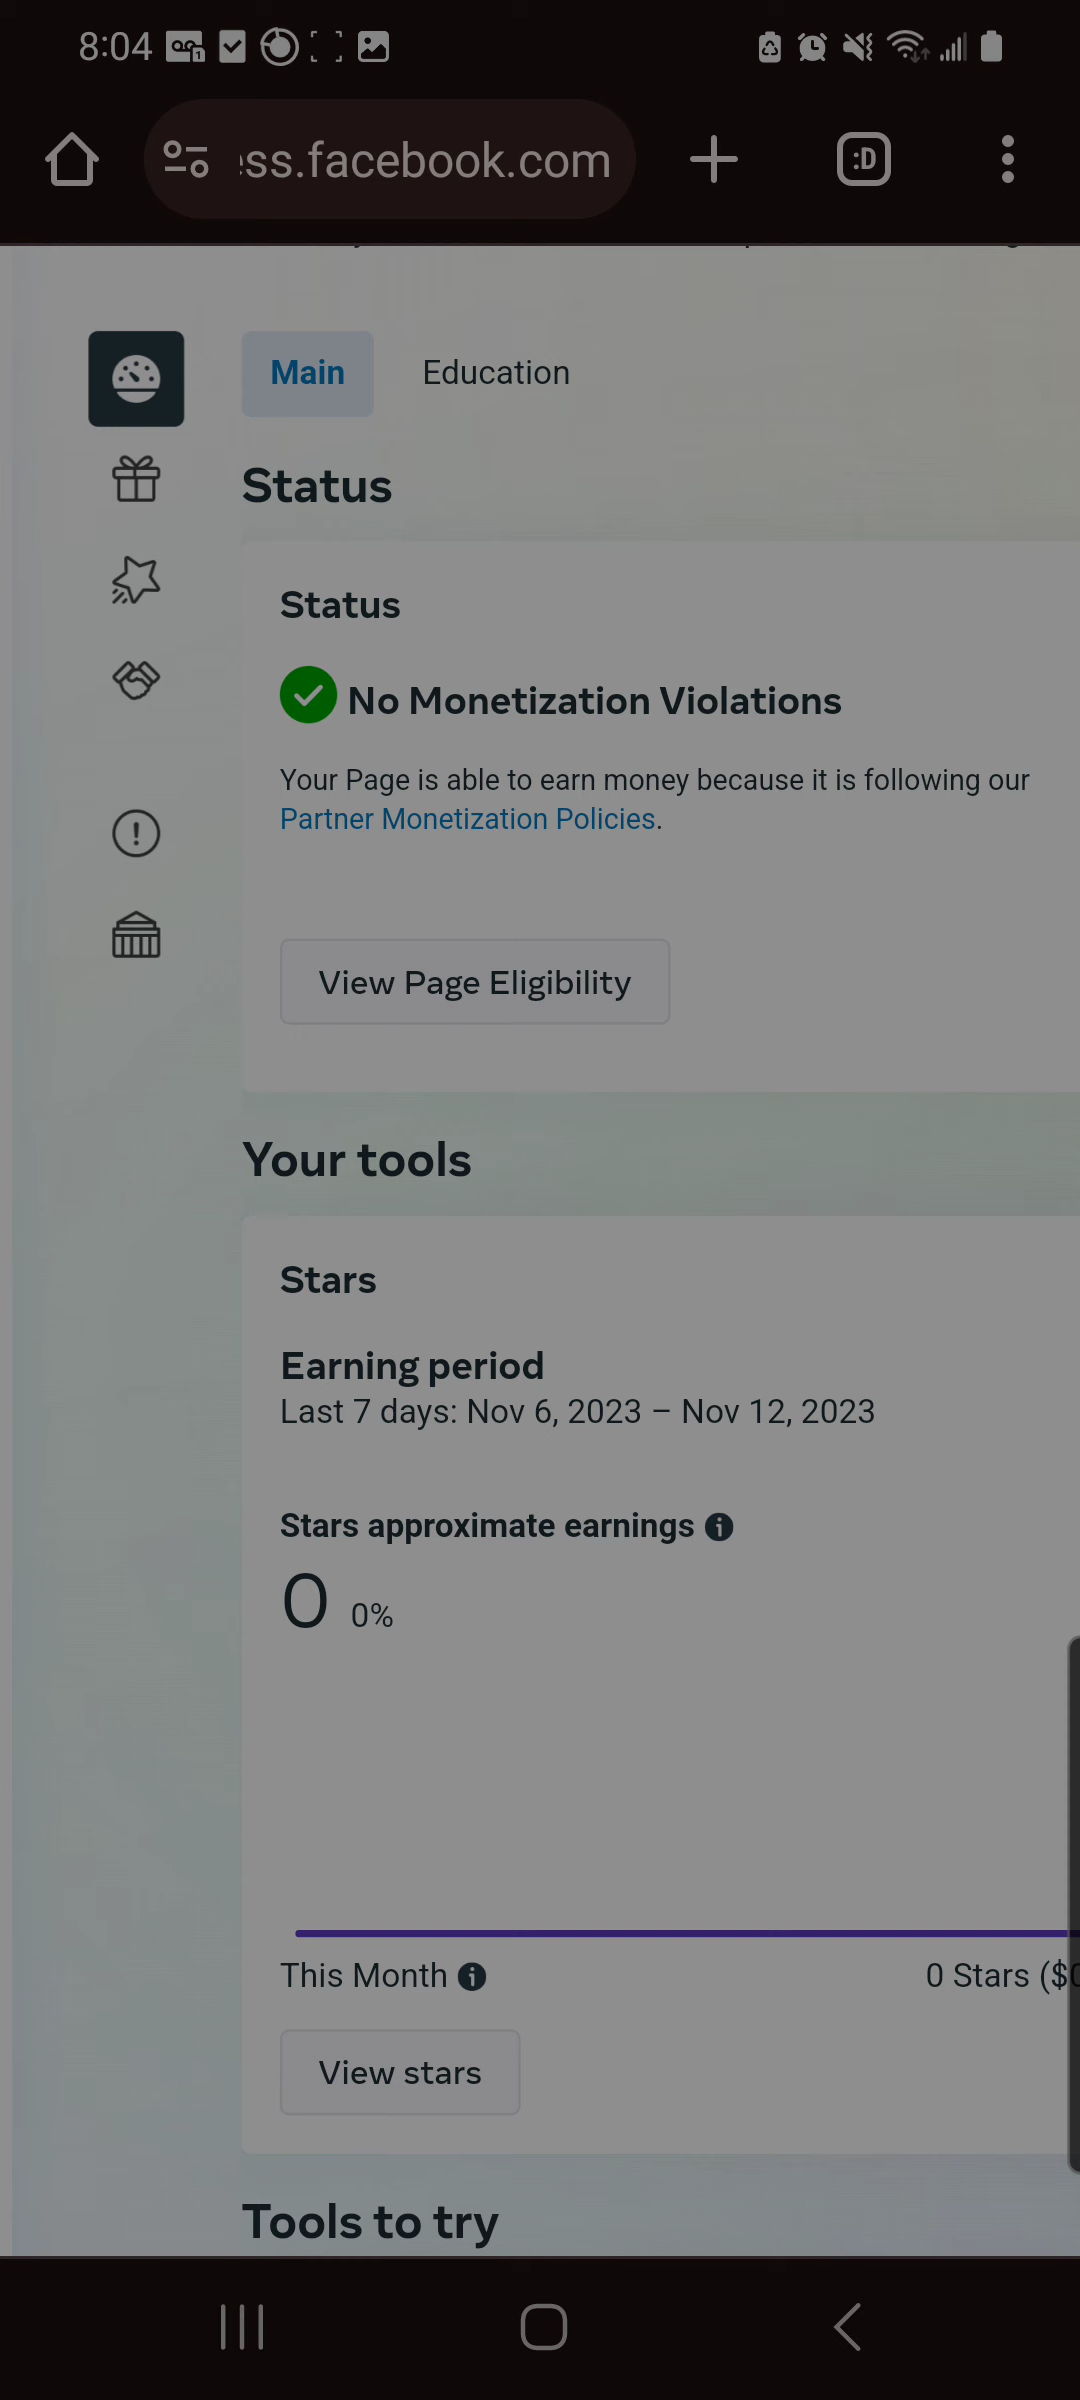 8:04
ss.facebook.com
:D
Main
Education
Status
Status
No Monetization Violations
Your Page is able to earn money because it is following our
Partner Monetization Policies.
View Page Eligibility
Your tools
Stars
Earning period
Last 7 days: Nov 6, 2023 – Nov 12, 2023
Stars approximate earnings
0 0%
This Month
0 Stars ($0
View stars
Tools to try